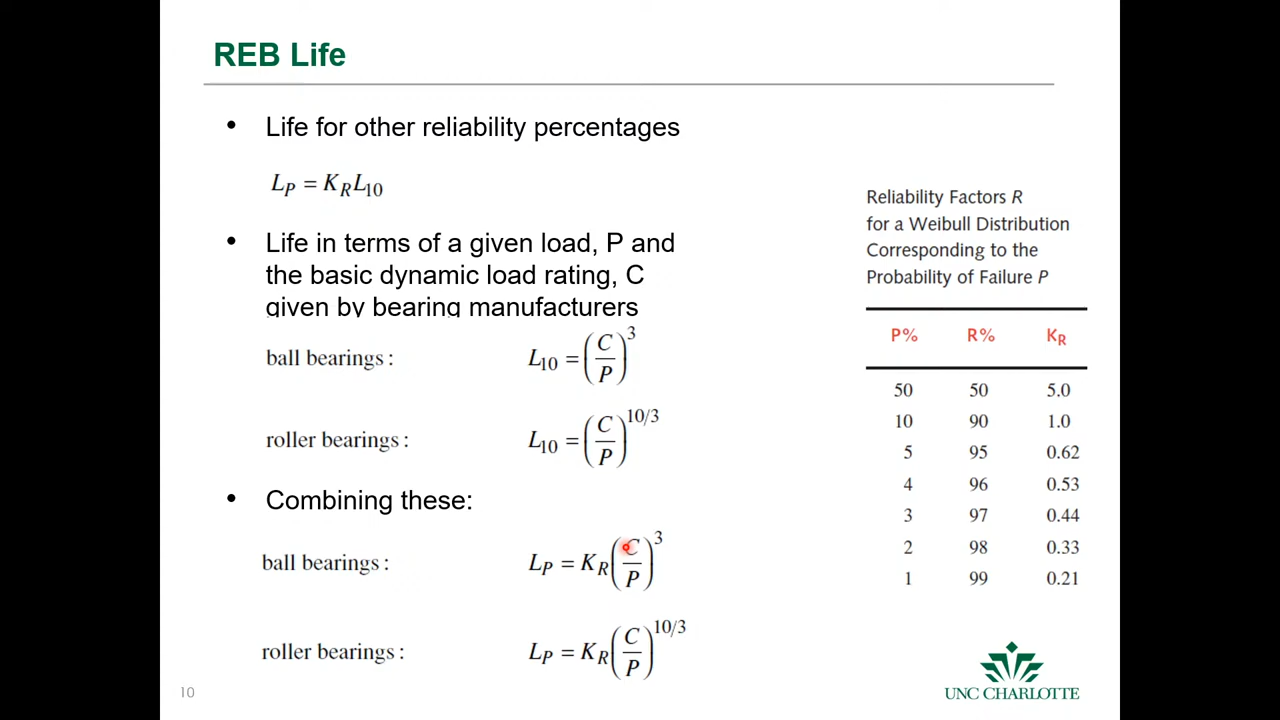 REB Life
• Life for other reliability percentages
L_P = K_R L_10
• Life in terms of a given load, P and
the basic dynamic load rating, C
given by bearing manufacturers
ball bearings : L_10 = (C/P)^3
roller bearings : L_10 = (C/P)^10/3
• Combining these:
ball bearings : L_P = K_R (C/P)^3
roller bearings : L_P = K_R (C/P)^10/3
Reliability Factors R
for a Weibull Distribution
Corresponding to the
Probability of Failure P
P% R% K_R
50 50 5.0
10 90 1.0
5 95 0.62
4 96 0.53
3 97 0.44
2 98 0.33
1 99 0.21
10
UNC CHARLOTTE